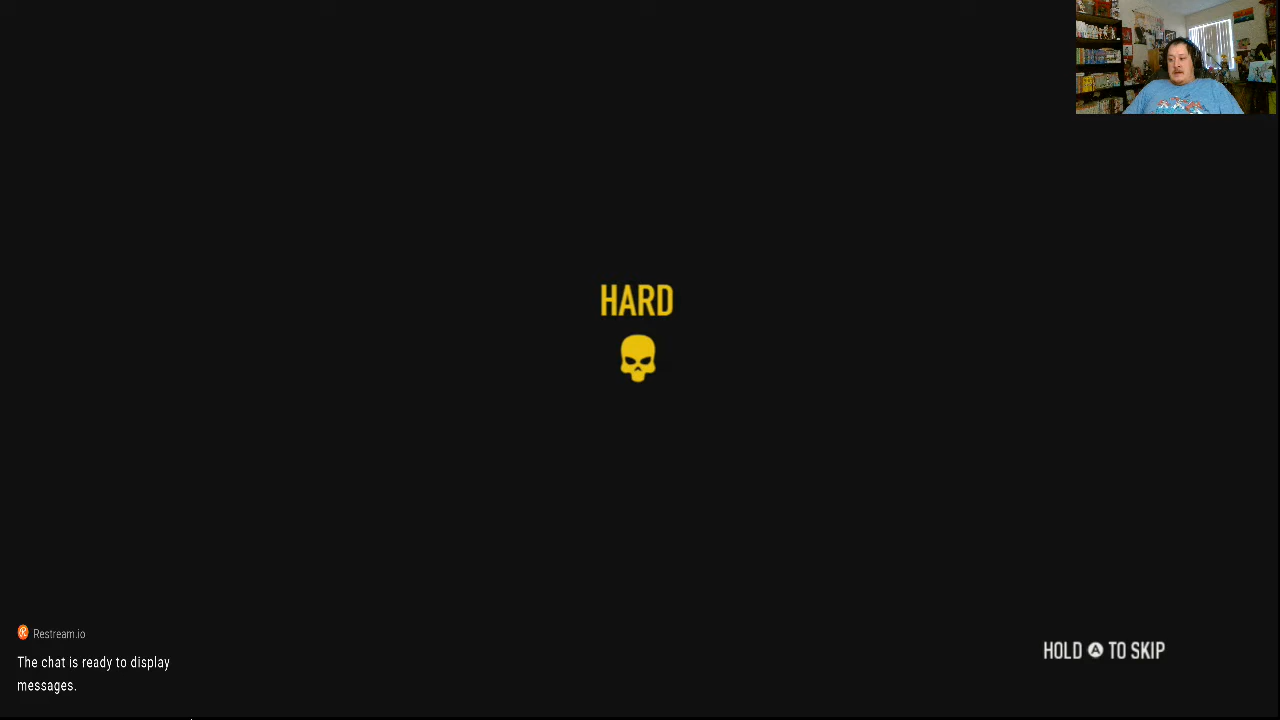 HARD
Restream.io
The chat is ready to display
messages.
HOLD A TO SKIP